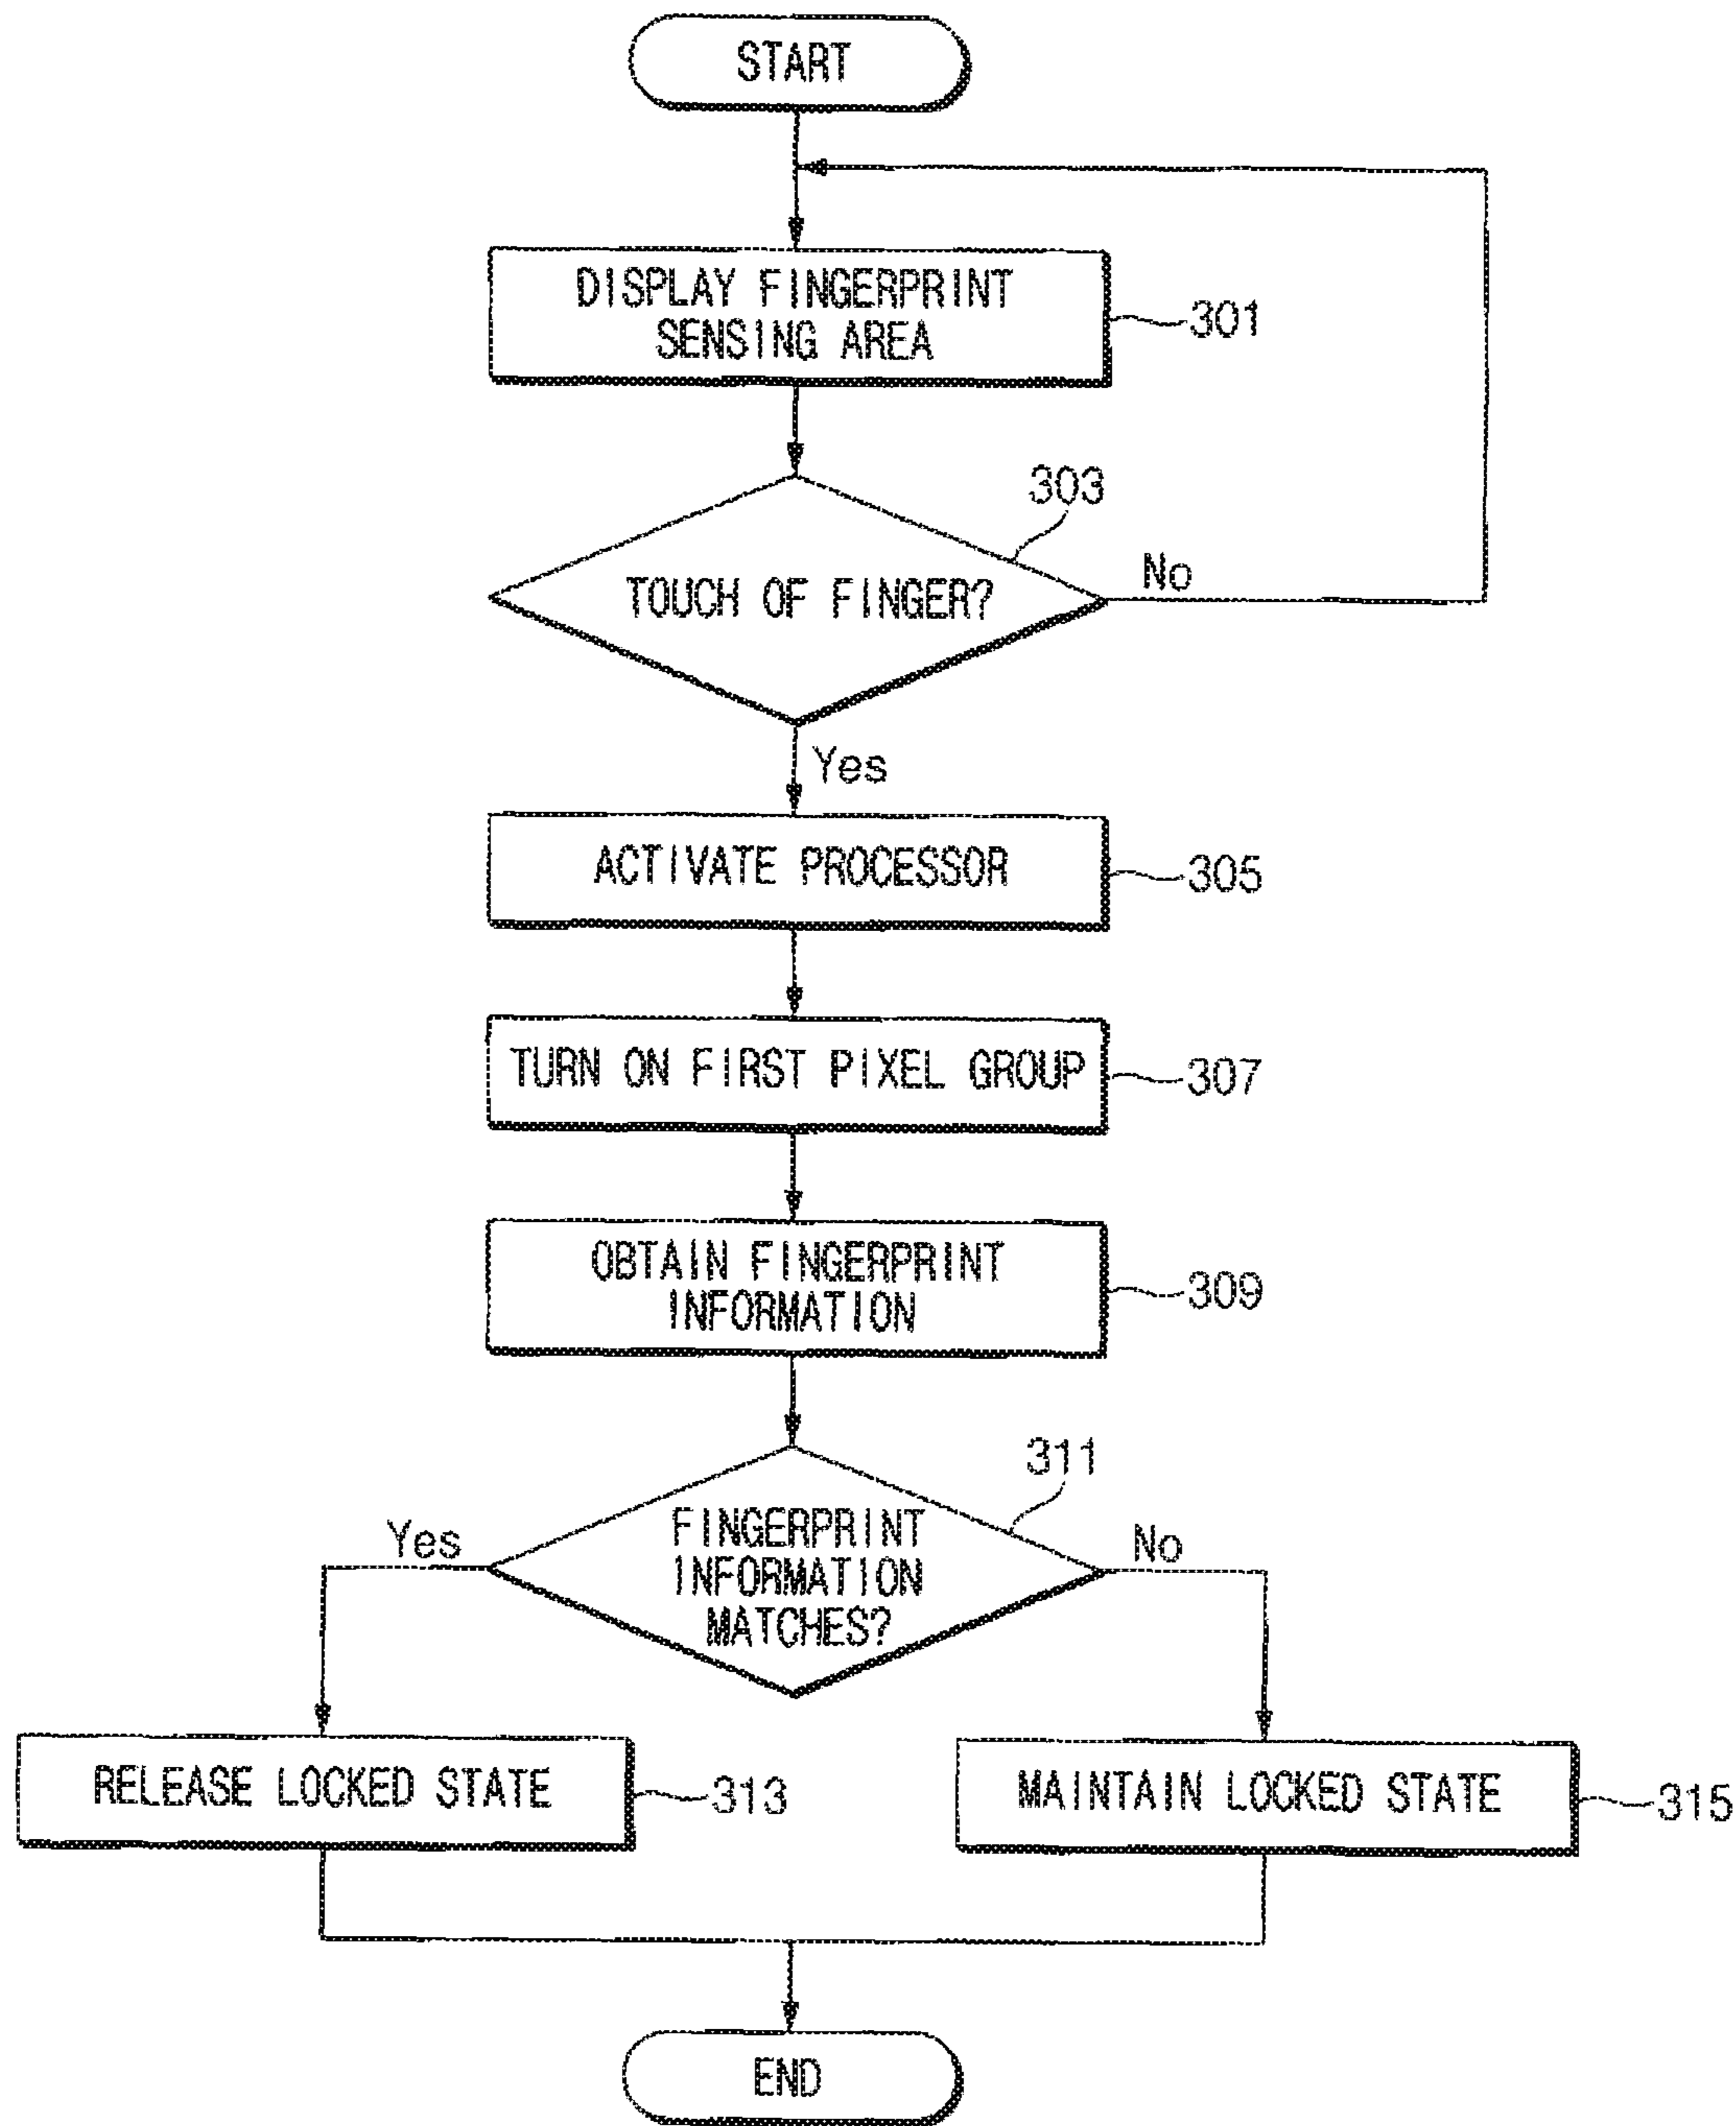 START
DISPLAY FINGERPRINT
SENSING AREA
301
303
TOUCH OF FINGER?
No
Yes
ACTIVATE PROCESSOR
305
TURN ON FIRST PIXEL GROUP
307
OBTAIN FINGERPRINT
INFORMATION
309
311
FINGERPRINT
INFORMATION
MATCHES?
Yes
No
RELEASE LOCKED STATE
313
MAINTAIN LOCKED STATE
315
END